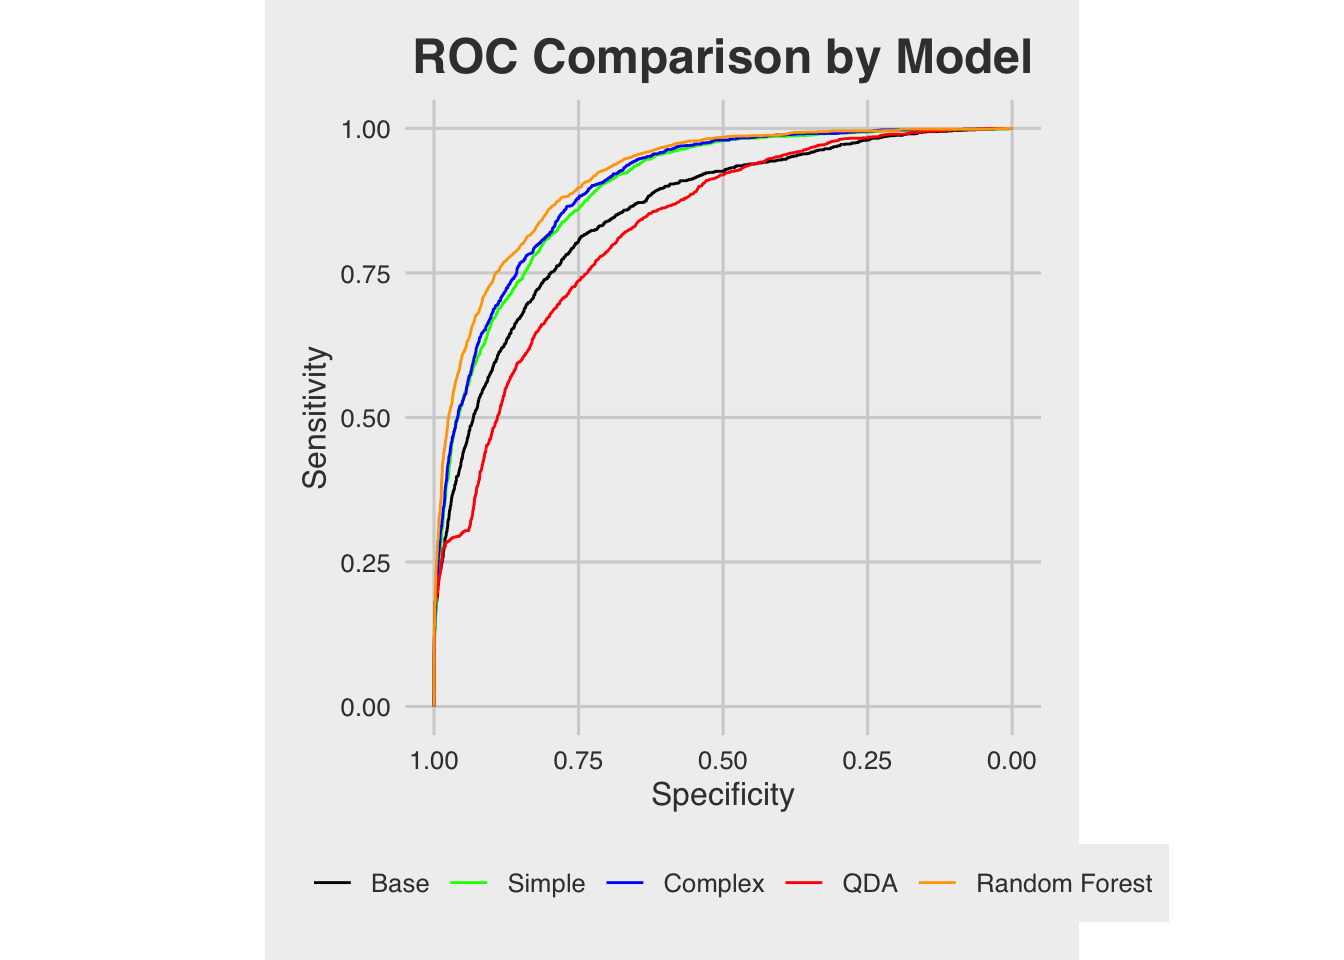 ROC Comparison by Model
1.00
0.75
0.50
0.25
0.00
Sensitivity
1.00 0.75 0.50 0.25 0.00
Specificity
Base Simple Complex QDA Random Forest